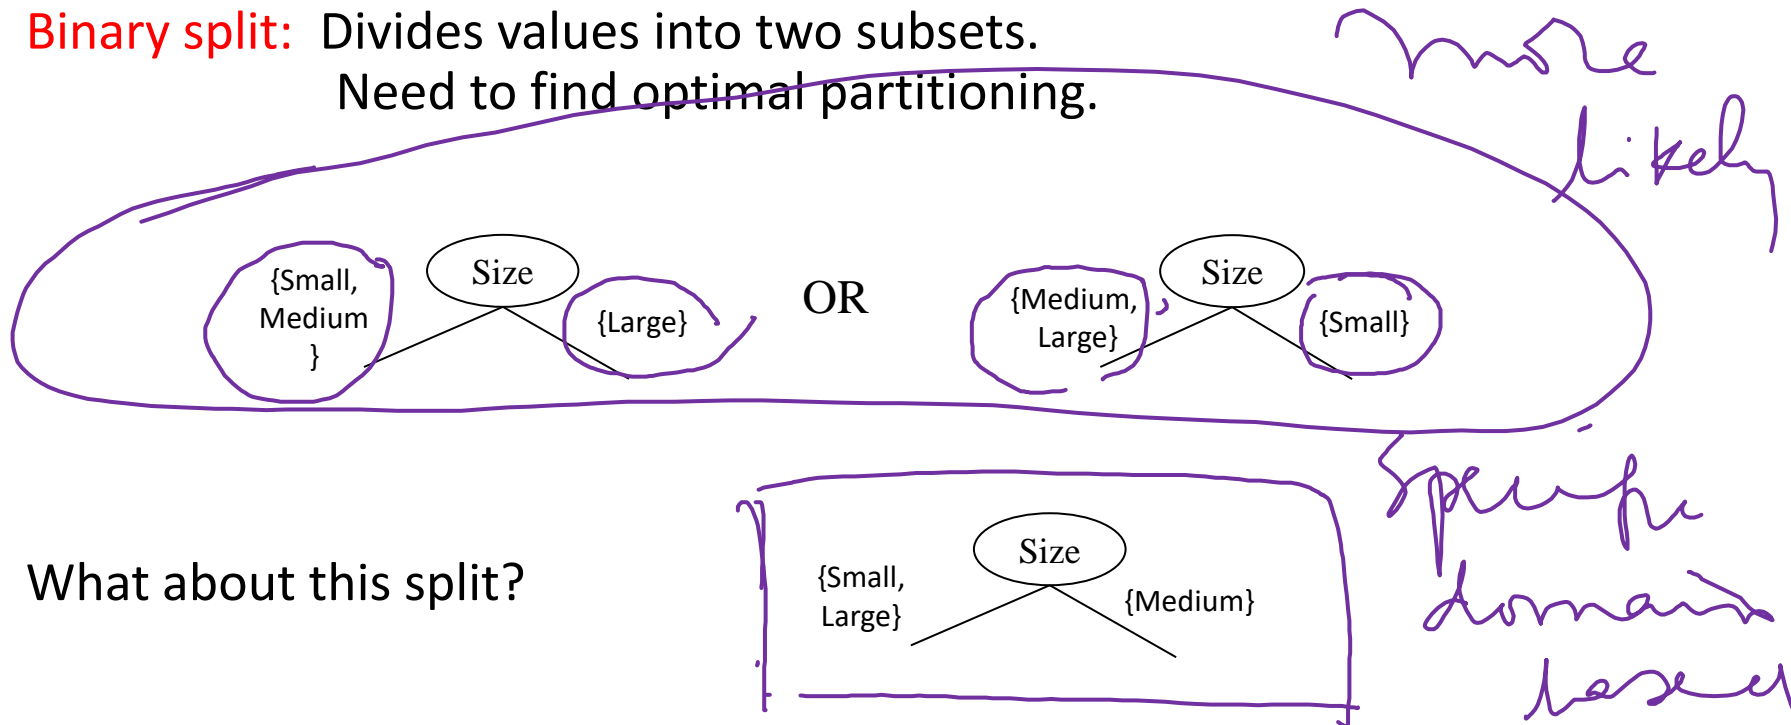 Binary split: Divides values into two subsets.
Need to find optimal partitioning.
more
likely
{Small,
Medium
}
Size
{Large}
OR
{Medium,
Large}
Size
{Small}
What about this split?
{Small,
Large}
Size
{Medium}
Specific
domain
based